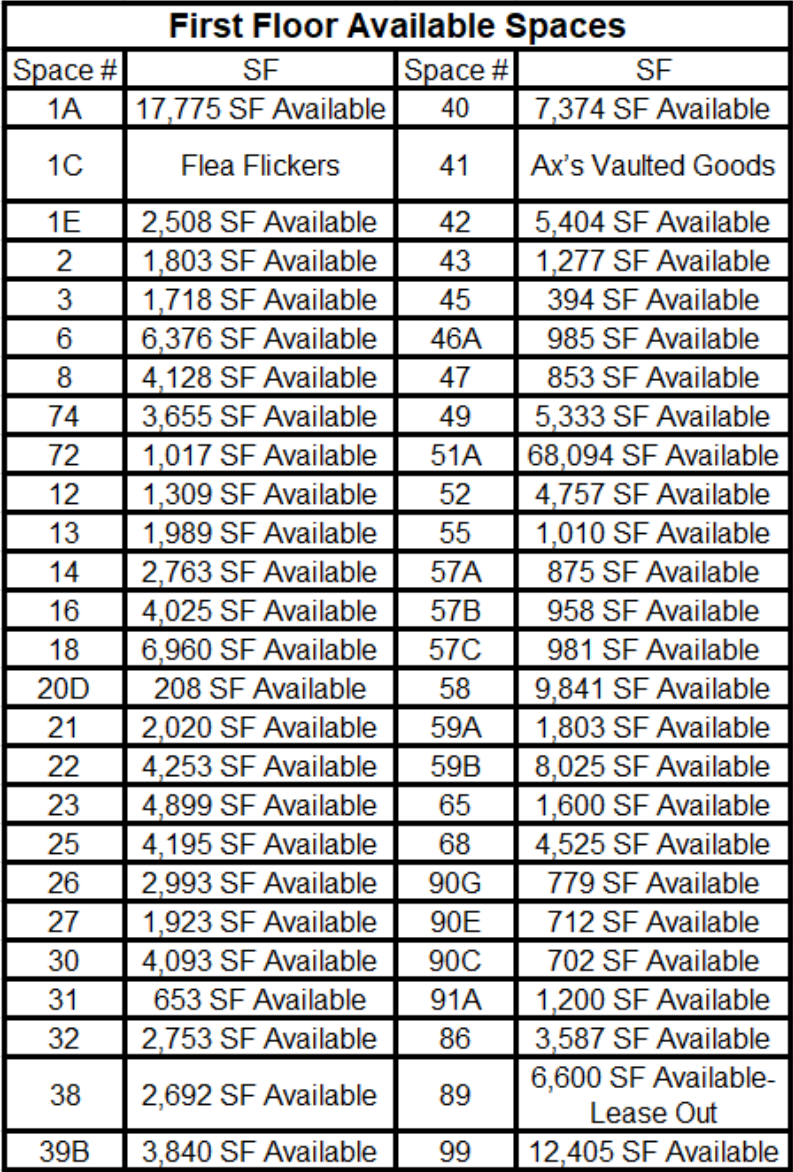 First Floor Available Spaces
Space # SF Space # SF
1A 17,775 SF Available 40 7,374 SF Available
1C Flea Flickers 41 Ax's Vaulted Goods
1E 2,508 SF Available 42 5,404 SF Available
2 1,803 SF Available 43 1,277 SF Available
3 1,718 SF Available 45 394 SF Available
6 6,376 SF Available 46A 985 SF Available
8 4,128 SF Available 47 853 SF Available
74 3,655 SF Available 49 5,333 SF Available
72 1,017 SF Available 51A 68,094 SF Available
12 1,309 SF Available 52 4,757 SF Available
13 1,989 SF Available 55 1,010 SF Available
14 2,763 SF Available 57A 875 SF Available
16 4,025 SF Available 57B 958 SF Available
18 6,960 SF Available 57C 981 SF Available
20D 208 SF Available 58 9,841 SF Available
21 2,020 SF Available 59A 1,803 SF Available
22 4,253 SF Available 59B 8,025 SF Available
23 4,899 SF Available 65 1,600 SF Available
25 4,195 SF Available 68 4,525 SF Available
26 2,993 SF Available 90G 779 SF Available
27 1,923 SF Available 90E 712 SF Available
30 4,093 SF Available 90C 702 SF Available
31 653 SF Available 91A 1,200 SF Available
32 2,753 SF Available 86 3,587 SF Available
38 2,692 SF Available 89 6,600 SF Available-
Lease Out
39B 3,840 SF Available 99 12,405 SF Available